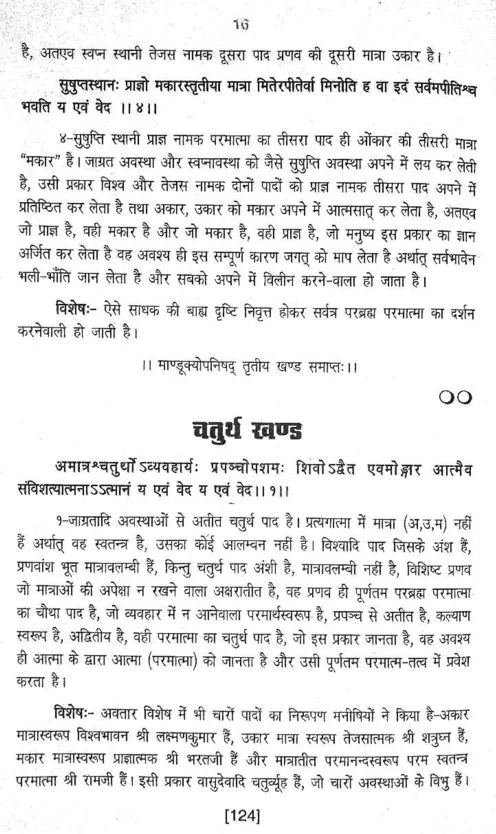 16
है, अतएव स्वप्न स्थानी तेजस नामक दूसरा पाद प्रणव की दूसरी मात्रा उकार है।
सुषुप्तस्थानः प्राज्ञो मकारस्तृतीया मात्रा मितेरपीतेर्वा मिनोति ह वा इदं सर्वमपीतिश्च
भवति य एवं वेद ।।४।।
४-सुषुप्ति स्थानी प्राज्ञ नामक परमात्मा का तीसरा पाद ही ओंकार की तीसरी मात्रा
"मकार" है। जाग्रत अवस्था और स्वप्नावस्था को जैसे सुषुप्ति अवस्था अपने में लय कर लेती
है, उसी प्रकार विश्व और तेजस नामक दोनों पादों को प्राज्ञ नामक तीसरा पाद अपने में
प्रतिष्ठित कर लेता है तथा अकार, उकार को मकार अपने में आत्मसात् कर लेता है, अतएव
जो प्राज्ञ है, वही मकार है और जो मकार है, वही प्राज्ञ है, जो मनुष्य इस प्रकार का ज्ञान
अर्जित कर लेता है वह अवश्य ही इस सम्पूर्ण कारण जगत् को माप लेता है अर्थात् सर्वभावेन
भली-भाँति जान लेता है और सबको अपने में विलीन करने-वाला हो जाता है।
विशेषः- ऐसे साधक की बाह्य दृष्टि निवृत्त होकर सर्वत्र परब्रह्म परमात्मा का दर्शन
करनेवाली हो जाती है।
।। माण्डूक्योपनिषद् तृतीय खण्ड समाप्तः।।
चतुर्थ खण्ड
अमात्रश्चतुर्थोऽव्यवहार्यः प्रपञ्चोपशमः शिवोऽद्वैत एवमोङ्कार आत्मैव
संविशत्यात्मनाऽऽत्मानं य एवं वेद य एवं वेद।।१।।
१-जाग्रतादि अवस्थाओं से अतीत चतुर्थ पाद है। प्रत्यगात्मा में मात्रा (अ,उ,म) नहीं
हैं अर्थात् वह स्वतन्त्र है, उसका कोई आलम्बन नहीं है। विश्वादि पाद जिसके अंश हैं,
प्रणवांश भूत मात्रावलम्बी हैं, किन्तु चतुर्थ पाद अंशी है, मात्रावलम्बी नहीं है, विशिष्ट प्रणव
जो मात्राओं की अपेक्षा न रखने वाला अक्षरातीत है, वह प्रणव ही पूर्णतम परब्रह्म परमात्मा
का चौथा पाद है, जो व्यवहार में न आनेवाला परमार्थस्वरूप है, प्रपञ्च से अतीत है, कल्याण
स्वरूप है, अद्वितीय है, वही परमात्मा का चतुर्थ पाद है, जो इस प्रकार जानता है, वह अवश्य
ही आत्मा के द्वारा आत्मा (परमात्मा) को जानता है और उसी पूर्णतम परमात्म-तत्व में प्रवेश
करता है।
विशेषः- अवतार विशेष में भी चारों पादों का निरूपण मनीषियों ने किया है-अकार
मात्रास्वरूप विश्वभावन श्री लक्ष्मणकुमार हैं, उकार मात्रा स्वरूप तेजसात्मक श्री शत्रुघ्न हैं,
मकार मात्रास्वरूप प्राज्ञात्मक श्री भरतजी हैं और मात्रातीत परमानन्दस्वरूप परम स्वतन्त्र
परमात्मा श्री रामजी हैं। इसी प्रकार वासुदेवादि चतुर्व्यूह हैं, जो चारों अवस्थाओं के विभु हैं।
[124]